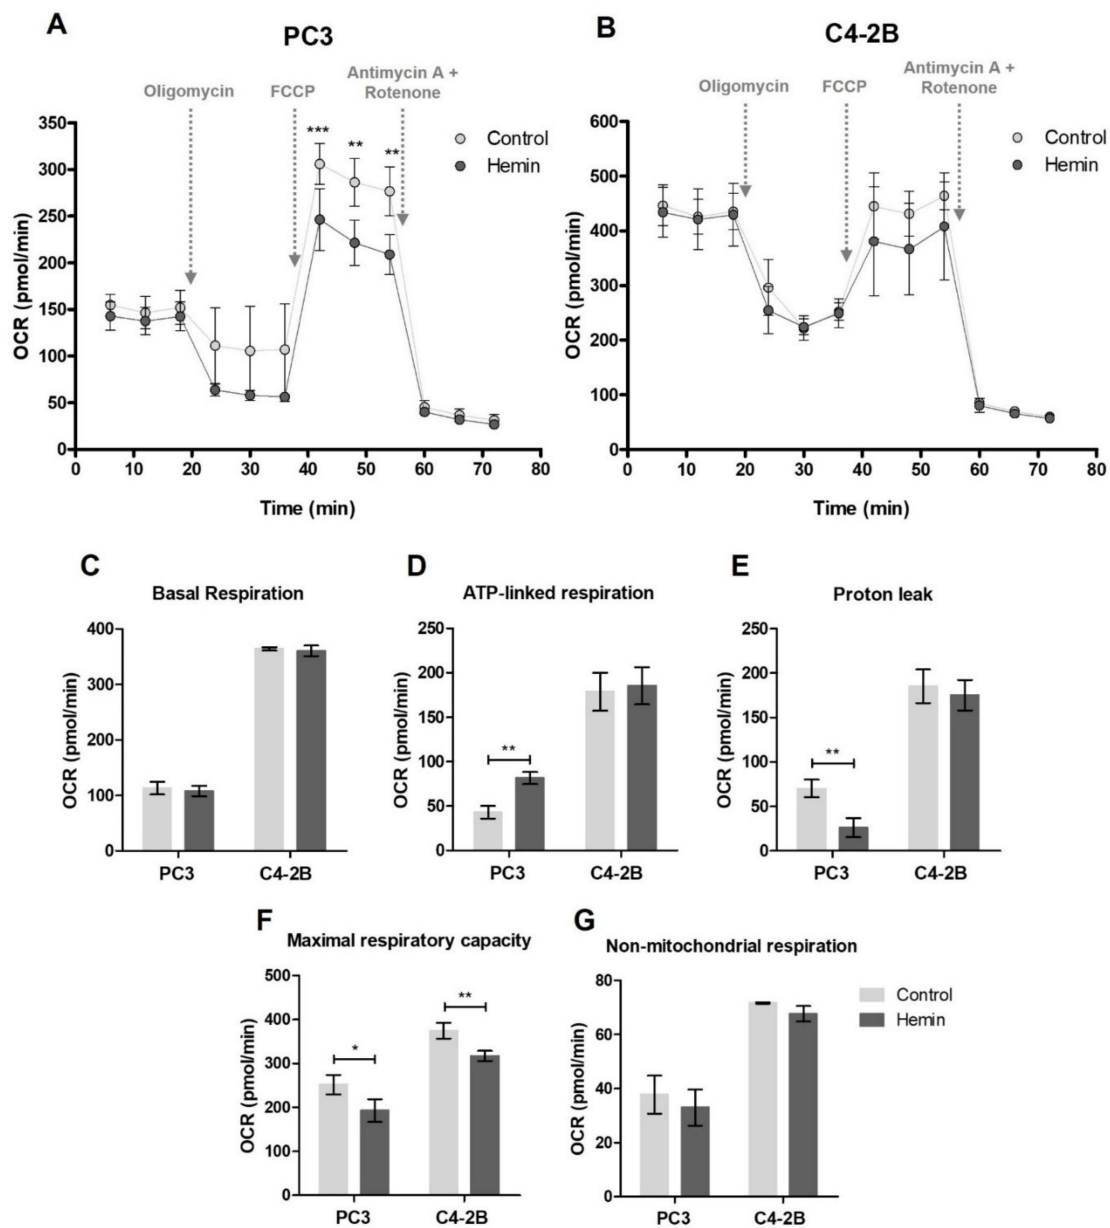 A
PC3
Oligomycin
FCCP
Antimycin A +
Rotenone
Control
Hemin
***
**
**
OCR (pmol/min)
350
300
250
200
150
100
50
0
0 10 20 30 40 50 60 70 80
Time (min)
B
C4-2B
Oligomycin
FCCP
Antimycin A +
Rotenone
Control
Hemin
OCR (pmol/min)
600
500
400
300
200
100
0
0 10 20 30 40 50 60 70 80
Time (min)
C
Basal Respiration
OCR (pmol/min)
400
300
200
100
0
PC3 C4-2B
D
ATP-linked respiration
OCR (pmol/min)
250
200
150
100
50
0
**
PC3 C4-2B
E
Proton leak
OCR (pmol/min)
250
200
150
100
50
0
**
PC3 C4-2B
F
Maximal respiratory capacity
OCR (pmol/min)
500
400
300
200
100
0
*
**
PC3 C4-2B
G
Non-mitochondrial respiration
OCR (pmol/min)
80
60
40
20
0
PC3 C4-2B
Control
Hemin